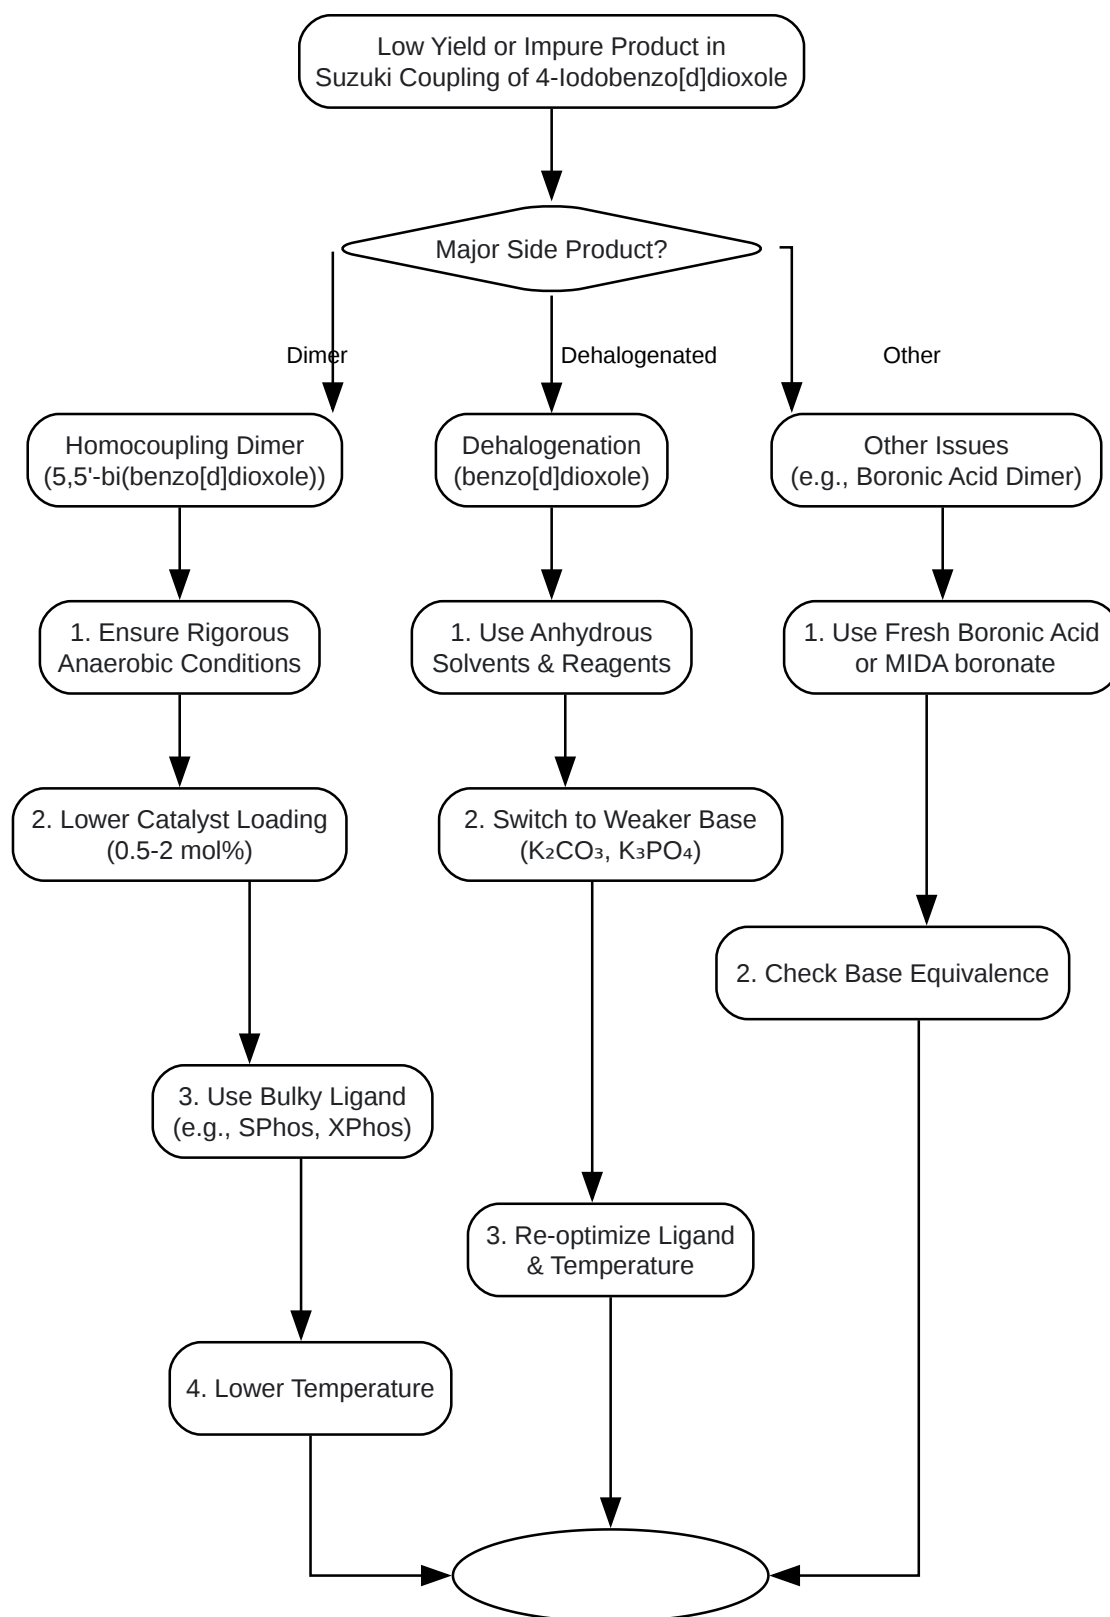 Low Yield or Impure Product in
Suzuki Coupling of 4-Iodobenzo[d]dioxole
Major Side Product?
Dimer
Dehalogenated
Other
Homocoupling Dimer
(5,5'-bi(benzo[d]dioxole))
Dehalogenation
(benzo[d]dioxole)
Other Issues
(e.g., Boronic Acid Dimer)
1. Ensure Rigorous
Anaerobic Conditions
1. Use Anhydrous
Solvents & Reagents
1. Use Fresh Boronic Acid
or MIDA boronate
2. Lower Catalyst Loading
(0.5-2 mol%)
2. Switch to Weaker Base
(K₂CO₃, K₃PO₄)
2. Check Base Equivalence
3. Use Bulky Ligand
(e.g., SPhos, XPhos)
3. Re-optimize Ligand
& Temperature
4. Lower Temperature